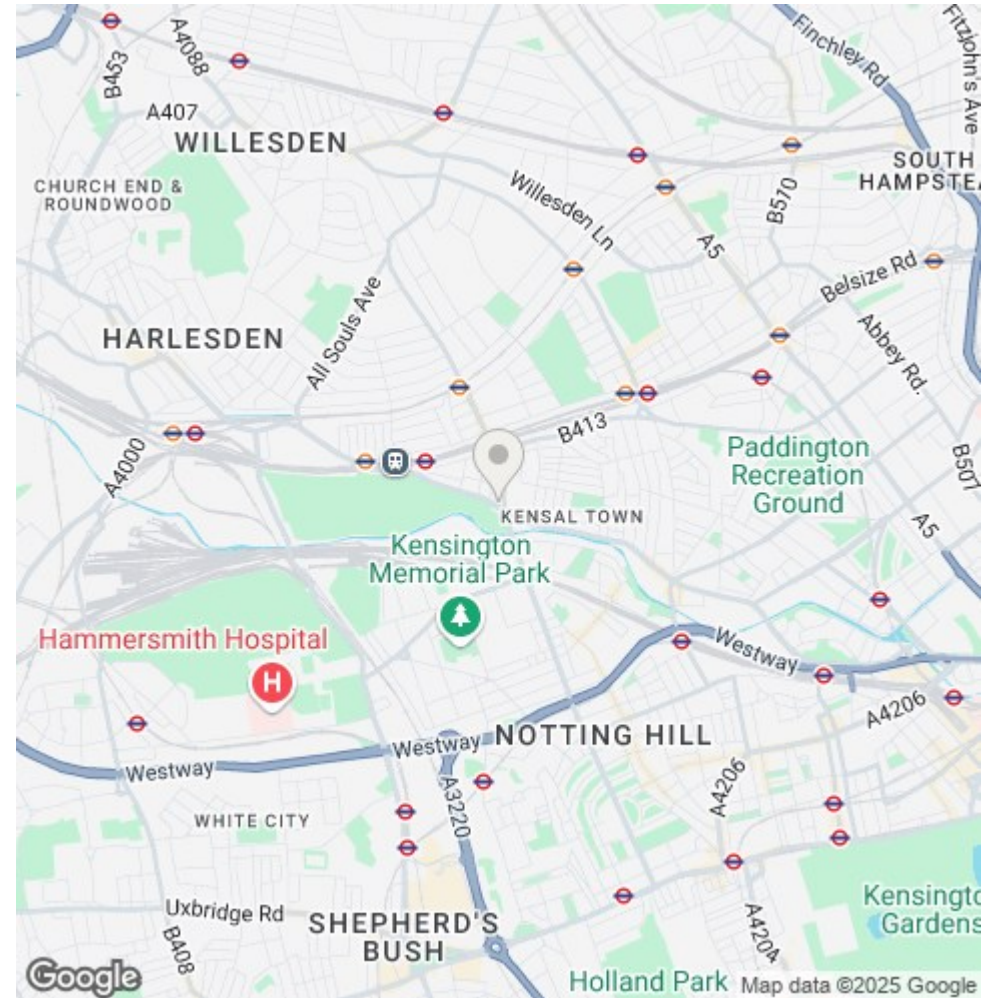 Finchley Rd
Fitzjohn's Ave
A4088
B453
A407
WILLESDEN
SOUTH
HAMPSTEA
CHURCH END &
ROUNDWOOD
Willesden Ln
B510
A5
Belsize Rd
All Souls Ave
HARLESDEN
Abbey Rd.
B413
A4000
Paddington
Recreation
Ground
B507
KENSAL TOWN
A5
Kensington
Memorial Park
Hammersmith Hospital
H
Westway
A4206
NOTTING HILL
Westway
Westway
A3220
A4206
WHITE CITY
Uxbridge Rd
SHEPHERD'S
BUSH
B408
A4204
Kensingto
Gardens
Holland Park
Google
Map data ©2025 Google